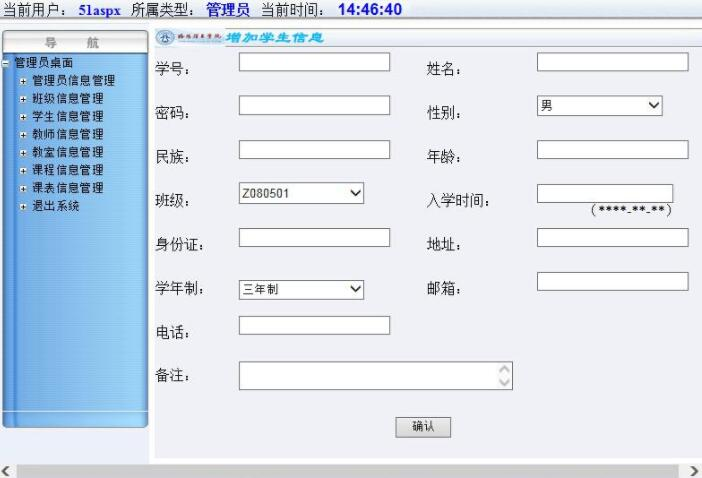 当前用户： 51aspx 所属类型： 管理员 当前时间： 14:46:40
导 航
管理员桌面
管理员信息管理
班级信息管理
学生信息管理
教师信息管理
教室信息管理
课程信息管理
课表信息管理
退出系统
增加学生信息
学号： 姓名：
密码： 性别： 男
民族： 年龄：
班级： Z080501 入学时间：
(****-**-**)
身份证： 地址：
学年制： 三年制 邮箱：
电话：
备注：
确认